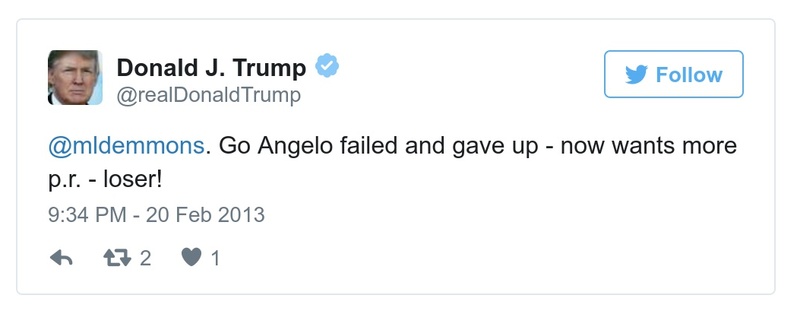 Donald J. Trump
@realDonaldTrump
Follow
@mldemmons. Go Angelo failed and gave up - now wants more
p.r. - loser!
9:34 PM - 20 Feb 2013
2 1